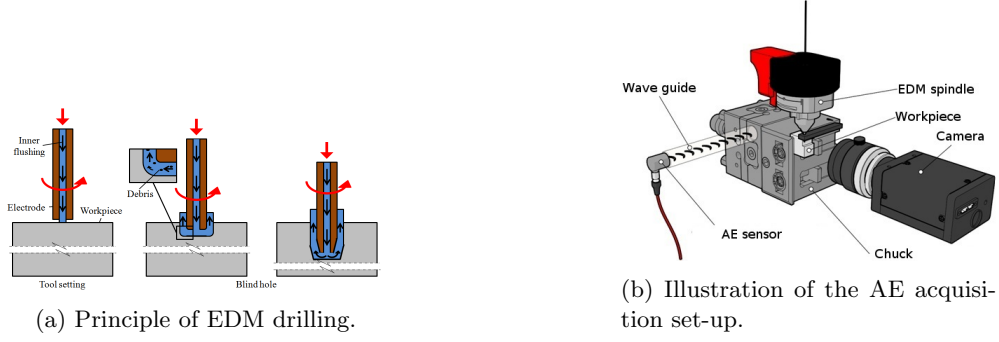 Inner
flushing
Electrode
Workpiece
Tool setting
Debris
Blind hole
(a) Principle of EDM drilling.
Wave guide
EDM spindle
Workpiece
Camera
AE sensor
Chuck
(b) Illustration of the AE acquisi-
tion set-up.